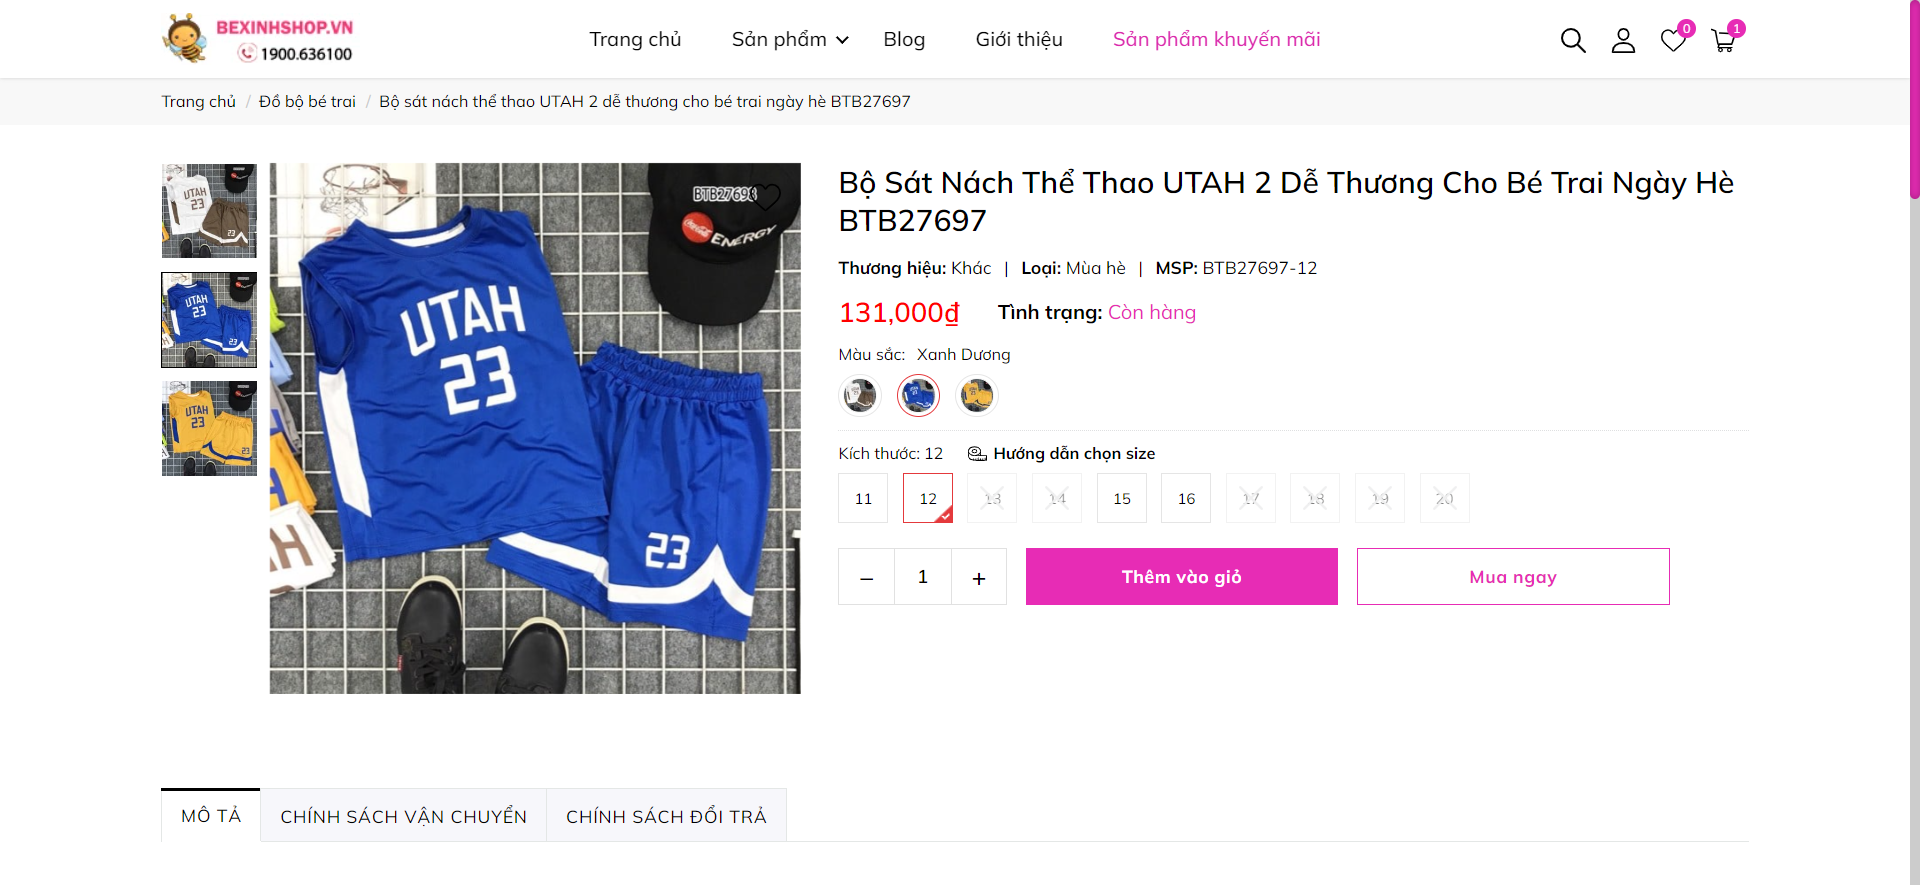 BEXINHSHOP.VN
1900.636100
Trang chủ
Sản phẩm
Blog
Giới thiệu
Sản phẩm khuyến mãi
0
1
Trang chủ / Đồ bộ bé trai / Bộ sát nách thể thao UTAH 2 dễ thương cho bé trai ngày hè BTB27697
UTAH
23
23
UTAH
23
23
UTAH
23
23
Coca-Cola
ENERGY
UTAH
23
23
Bộ Sát Nách Thể Thao UTAH 2 Dễ Thương Cho Bé Trai Ngày Hè
BTB27697
Thương hiệu: Khác | Loại: Mùa hè | MSP: BTB27697-12
131,000₫ Tình trạng: Còn hàng
Màu sắc: Xanh Dương
Kích thước: 12 Hướng dẫn chọn size
11 12 13 14 15 16 17 18 19 20
– 1 +
Thêm vào giỏ
Mua ngay
MÔ TẢ
CHÍNH SÁCH VẬN CHUYỂN
CHÍNH SÁCH ĐỔI TRẢ